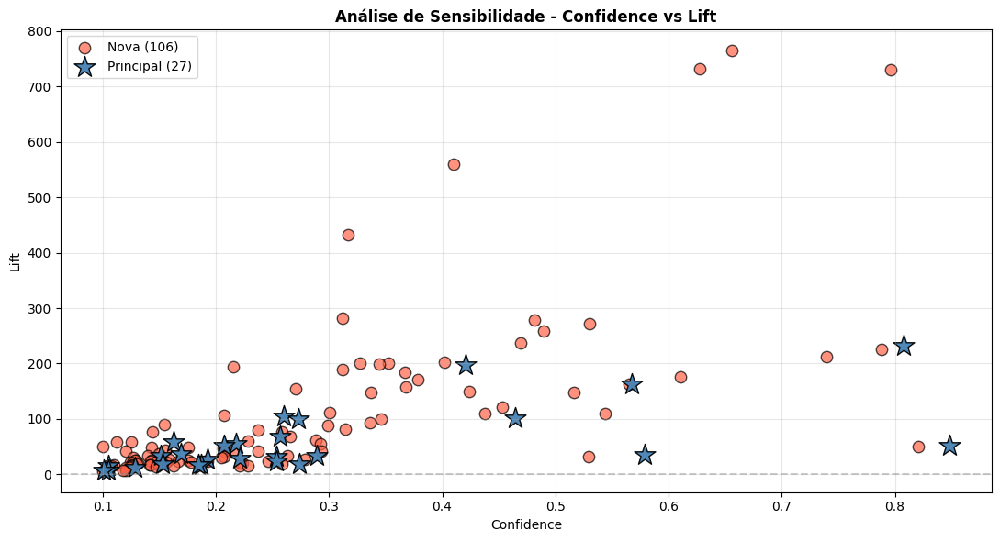 Análise de Sensibilidade - Confidence vs Lift
Nova (106)
Principal (27)
Lift
800
700
600
500
400
300
200
100
0
0.1 0.2 0.3 0.4 0.5 0.6 0.7 0.8
Confidence